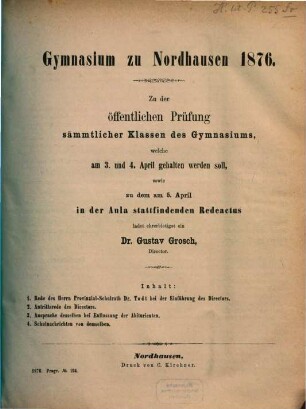 Gymnasium zu Nordhausen 1876.
Zu der
öffentlichen Prüfung
sämmtlicher Klassen des Gymnasiums,
welche
am 3. und 4. April gehalten werden soll,
sowie
zu dem am 5. April
in der Aula stattfindenden Redeactus
ladet ehrerbietigst ein
Dr. Gustav Grosch,
Director.
Inhalt:
1. Rede des Herrn Provinzial-Schulrath Dr. Todt bei der Einführung des Directors.
2. Antrittsrede des Directors.
3. Ansprache desselben bei Entlassung der Abiturienten.
4. Schulnachrichten von demselben.
Nordhausen,
Druck von C. Kirchner.
1876. Progr. № 194.